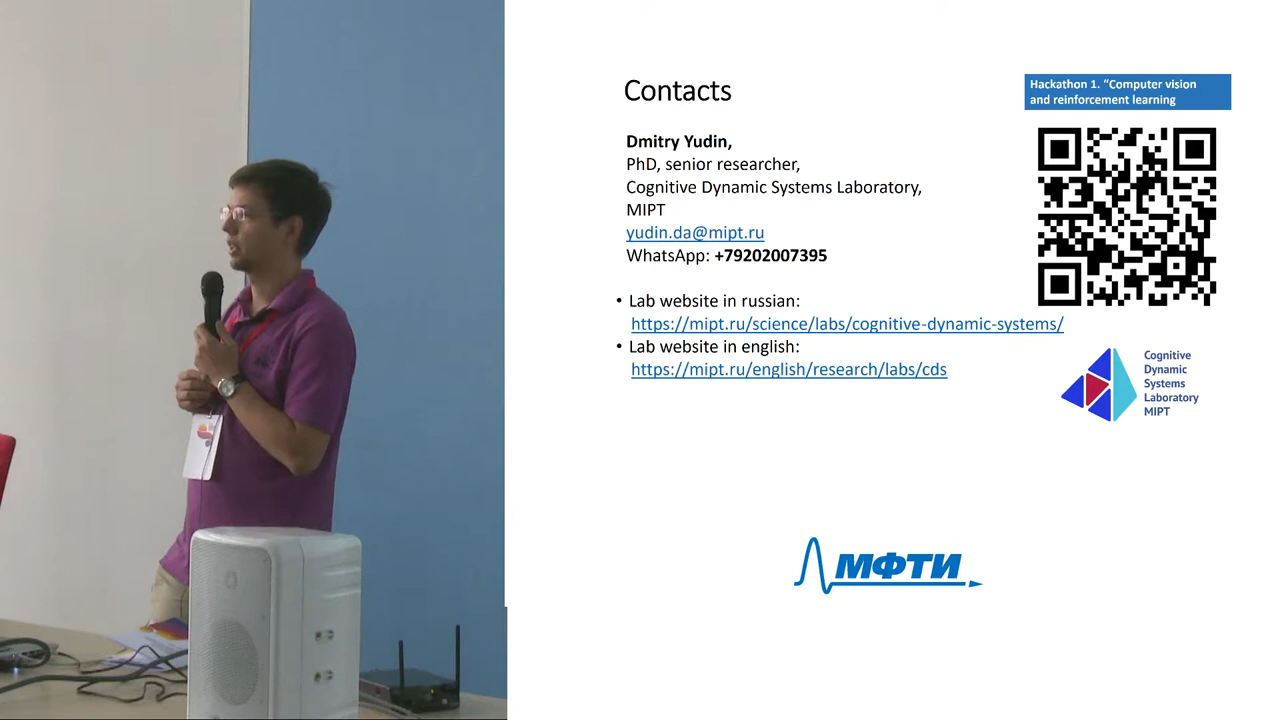 Contacts
Hackathon 1. “Computer vision
and reinforcement learning
Dmitry Yudin,
PhD, senior researcher,
Cognitive Dynamic Systems Laboratory,
MIPT
yudin.da@mipt.ru
WhatsApp: +79202007395
• Lab website in russian:
https://mipt.ru/science/labs/cognitive-dynamic-systems/
• Lab website in english:
https://mipt.ru/english/research/labs/cds
Cognitive
Dynamic
Systems
Laboratory
MIPT
МФТИ